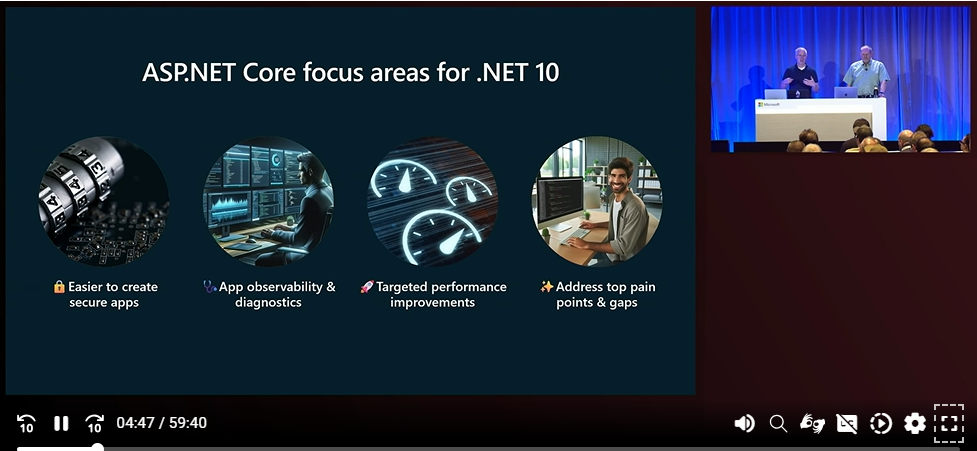 ASP.NET Core focus areas for .NET 10
🔒 Easier to create
secure apps
🩺 App observability &
diagnostics
🚀 Targeted performance
improvements
✨ Address top pain
points & gaps
Microsoft
10
10
04:47 / 59:40